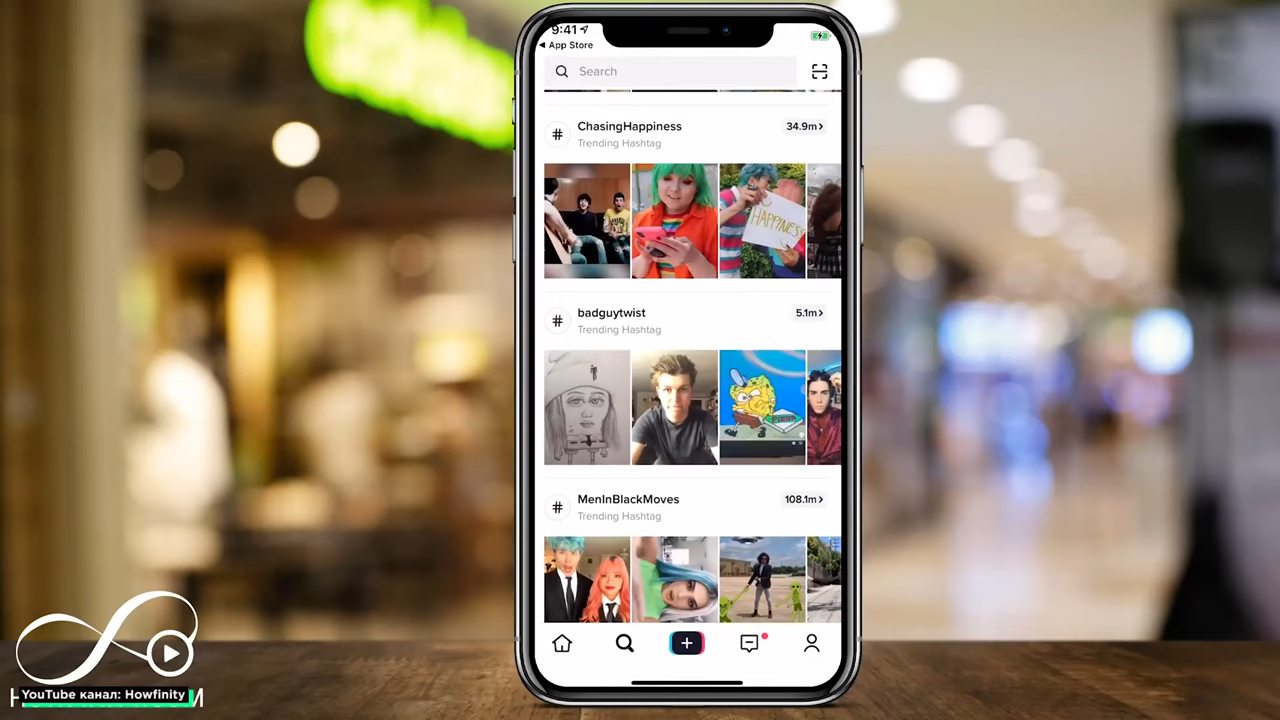 9:41
App Store
Search
ChasingHappiness
34.9m
Trending Hashtag
HAPPINESS
badguytwist
5.1m
Trending Hashtag
MenInBlackMoves
108.1m
Trending Hashtag
YouTube канал: Howfinity